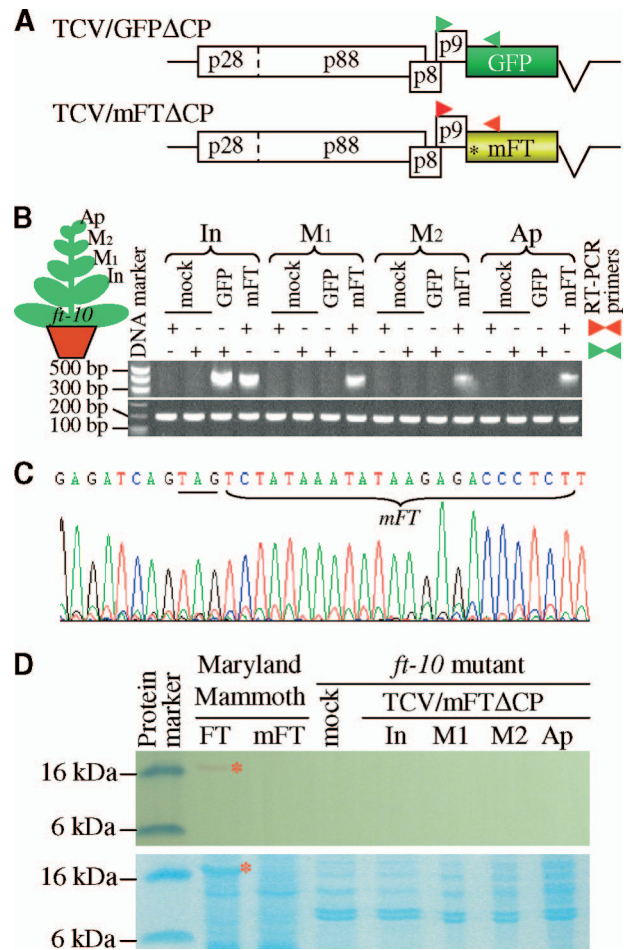 A
TCV/GFPΔCP
p28 p88 p8 p9 GFP
TCV/mFTΔCP
p28 p88 p8 p9 * mFT
B
Ap
M2
M1
In
ft-10
DNA marker
In M1 M2 Ap
mock GFP mFT mock GFP mFT mock GFP mFT mock GFP mFT
RT-PCR primers
+ - - + + - - + + - - + + - - +
- + + - - + + - - + + - - + + -
500 bp
300 bp
200 bp
100 bp
C
GAGATCAGTAGTCTATAAATATAAGAGACCCTCTT
mFT
D
Protein marker
Maryland Mammoth
FT mFT
ft-10 mutant
mock
TCV/mFTΔCP
In M1 M2 Ap
16 kDa
*
6 kDa
16 kDa
*
6 kDa